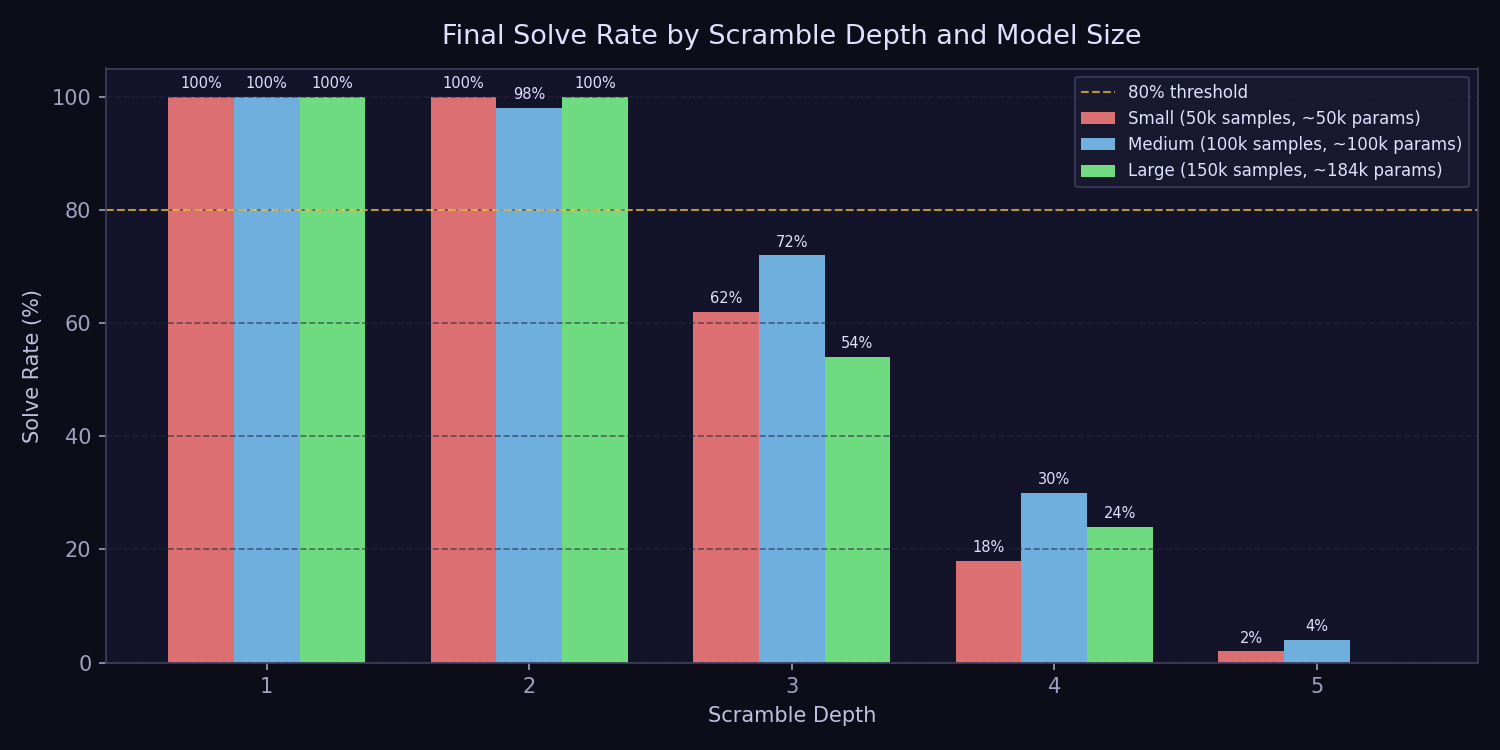 Final Solve Rate by Scramble Depth and Model Size
80% threshold
Small (50k samples, ~50k params)
Medium (100k samples, ~100k params)
Large (150k samples, ~184k params)
100% 100% 100% 100% 98% 100%
62% 72% 54%
18% 30% 24%
2% 4%
Solve Rate (%)
100
80
60
40
20
0
1 2 3 4 5
Scramble Depth